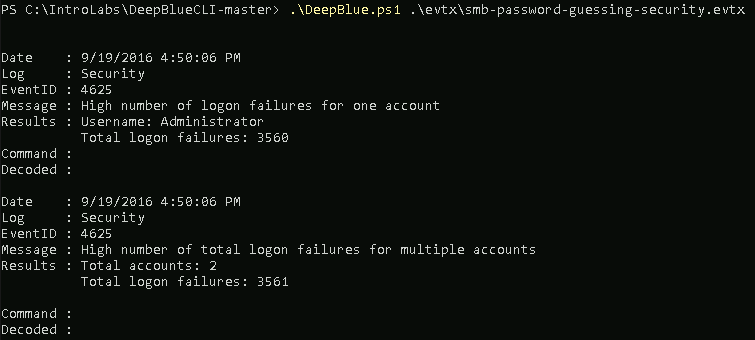 PS C:\IntroLabs\DeepBlueCLI-master> .\DeepBlue.ps1 .\evtx\smb-password-guessing-security.evtx
Date    : 9/19/2016 4:50:06 PM
Log     : Security
EventID : 4625
Message : High number of logon failures for one account
Results : Username: Administrator
          Total logon failures: 3560
Command :
Decoded :
Date    : 9/19/2016 4:50:06 PM
Log     : Security
EventID : 4625
Message : High number of total logon failures for multiple accounts
Results : Total accounts: 2
          Total logon failures: 3561
Command :
Decoded :